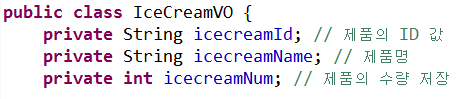 public class IceCreamVO {
    private String icecreamId; // 제품의 ID 값
    private String icecreamName; // 제품명
    private int icecreamNum; // 제품의 수량 저장